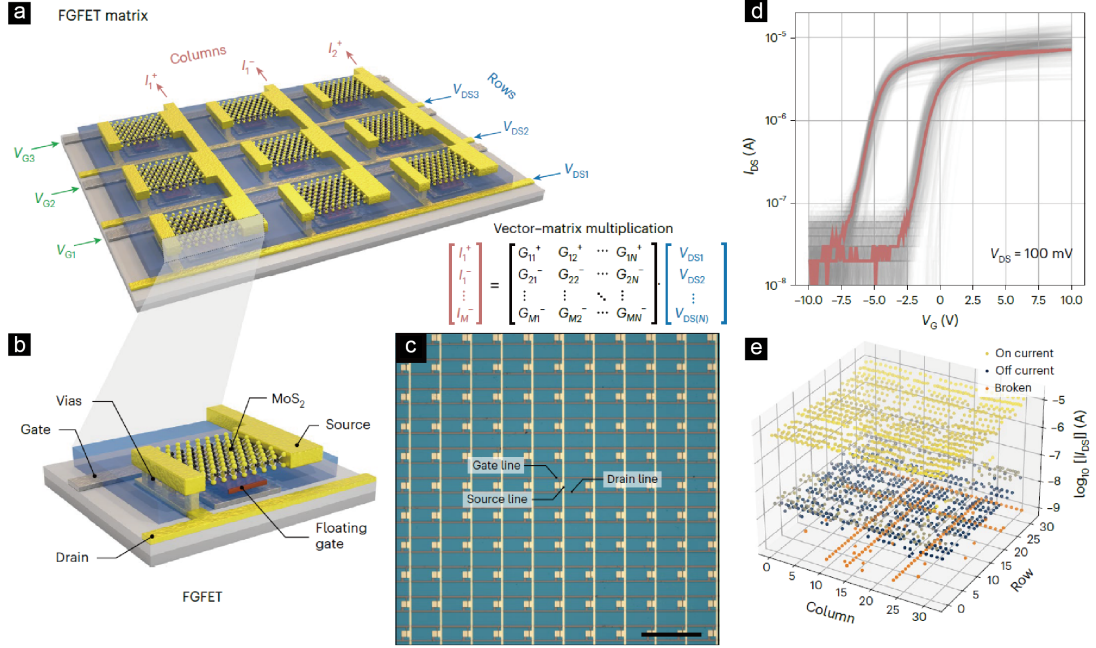 a
FGFET matrix
Columns
I1+
I1−
I2+
Rows
VDS3
VDS2
VDS1
VG3
VG2
VG1
Vector–matrix multiplication
I1+ G11+ G12+ ··· G1N+ VDS1
I1− = G21− G22− ··· G2N− · VDS2
⋮ ⋮ ⋮ ⋱ ⋮ ⋮
IM− GM1− GM2− ··· GMN− VDS(N)
b
Vias
MoS2
Gate
Source
Drain
Floating
gate
FGFET
c
Gate line
Source line
Drain line
d
10−5
10−6
10−7
10−8
IDS (A)
VDS = 100 mV
−10.0 −7.5 −5.0 −2.5 0 2.5 5.0 7.5 10.0
VG (V)
e
On current
Off current
Broken
−5
−6
−7
−8
−9
log10 [|IDS|] (A)
0 5 10 15 20 25 30
Column
0 5 10 15 20 25 30
Row